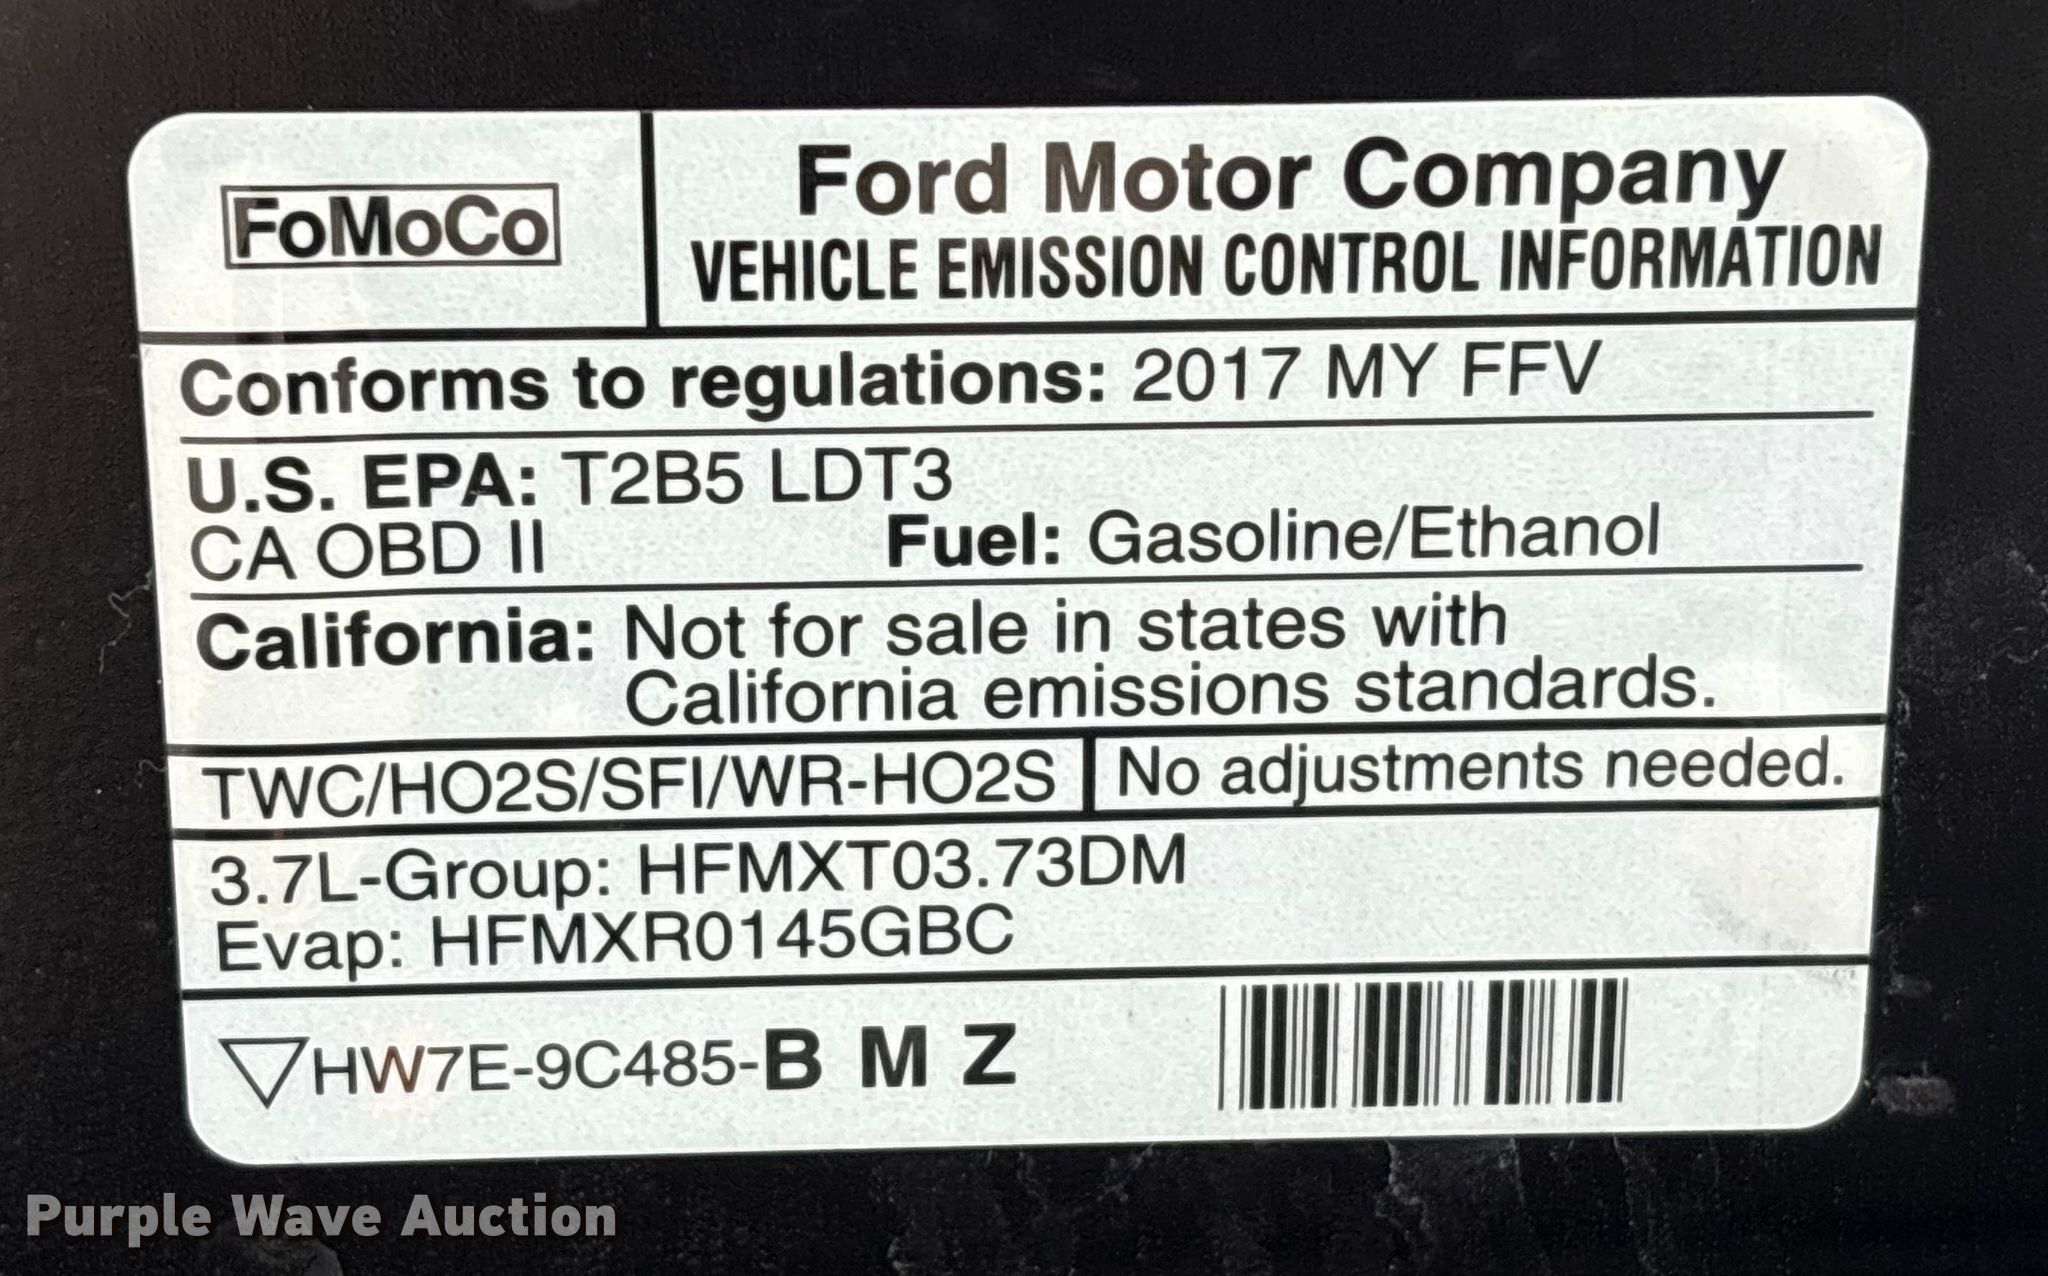 FoMoCo
Ford Motor Company
VEHICLE EMISSION CONTROL INFORMATION
Conforms to regulations: 2017 MY FFV
U.S. EPA: T2B5 LDT3
CA OBD II Fuel: Gasoline/Ethanol
California: Not for sale in states with
California emissions standards.
TWC/HO2S/SFI/WR-HO2S No adjustments needed.
3.7L-Group: HFMXT03.73DM
Evap: HFMXR0145GBC
HW7E-9C485-B M Z
Purple Wave Auction